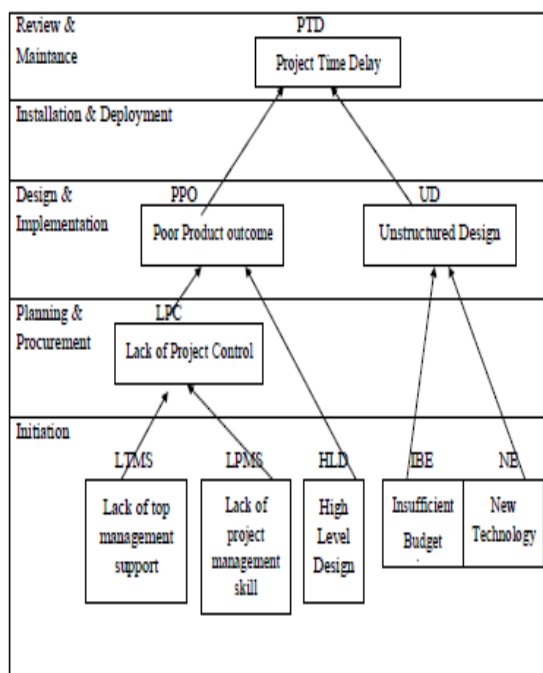 Review &
Maintance
PTD
Project Time Delay
Installation & Deployment
Design &
Implementation
PPO
UD
Poor Product outcome
Unstructured Design
Planning &
Procurement
LPC
Lack of Project Control
Initiation
LTMS
LPMS
HLD
IBE
NB
Lack of top
management
support
Lack of
project
management
skill
High
Level
Design
Insufficient
Budget
New
Technology